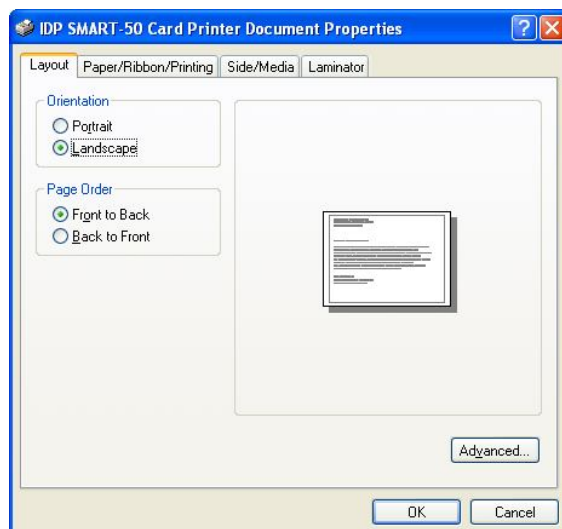 IDP SMART-50 Card Printer Document Properties
Layout Paper/Ribbon/Printing Side/Media Laminator
Orientation
Portrait
Landscape
Page Order
Front to Back
Back to Front
Advanced...
OK Cancel